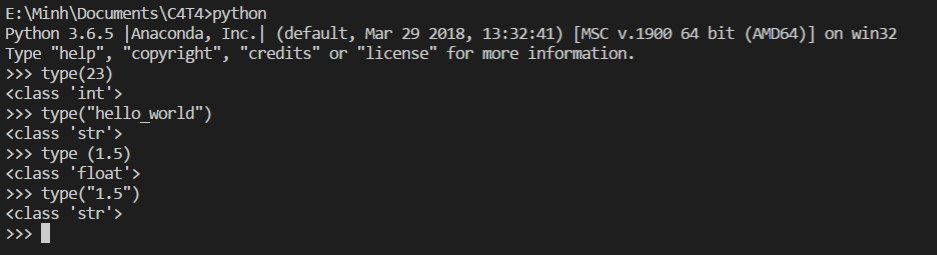 E:\Minh\Documents\C4T4>python
Python 3.6.5 |Anaconda, Inc.| (default, Mar 29 2018, 13:32:41) [MSC v.1900 64 bit (AMD64)] on win32
Type "help", "copyright", "credits" or "license" for more information.
>>> type(23)
<class 'int'>
>>> type("hello_world")
<class 'str'>
>>> type (1.5)
<class 'float'>
>>> type("1.5")
<class 'str'>
>>>